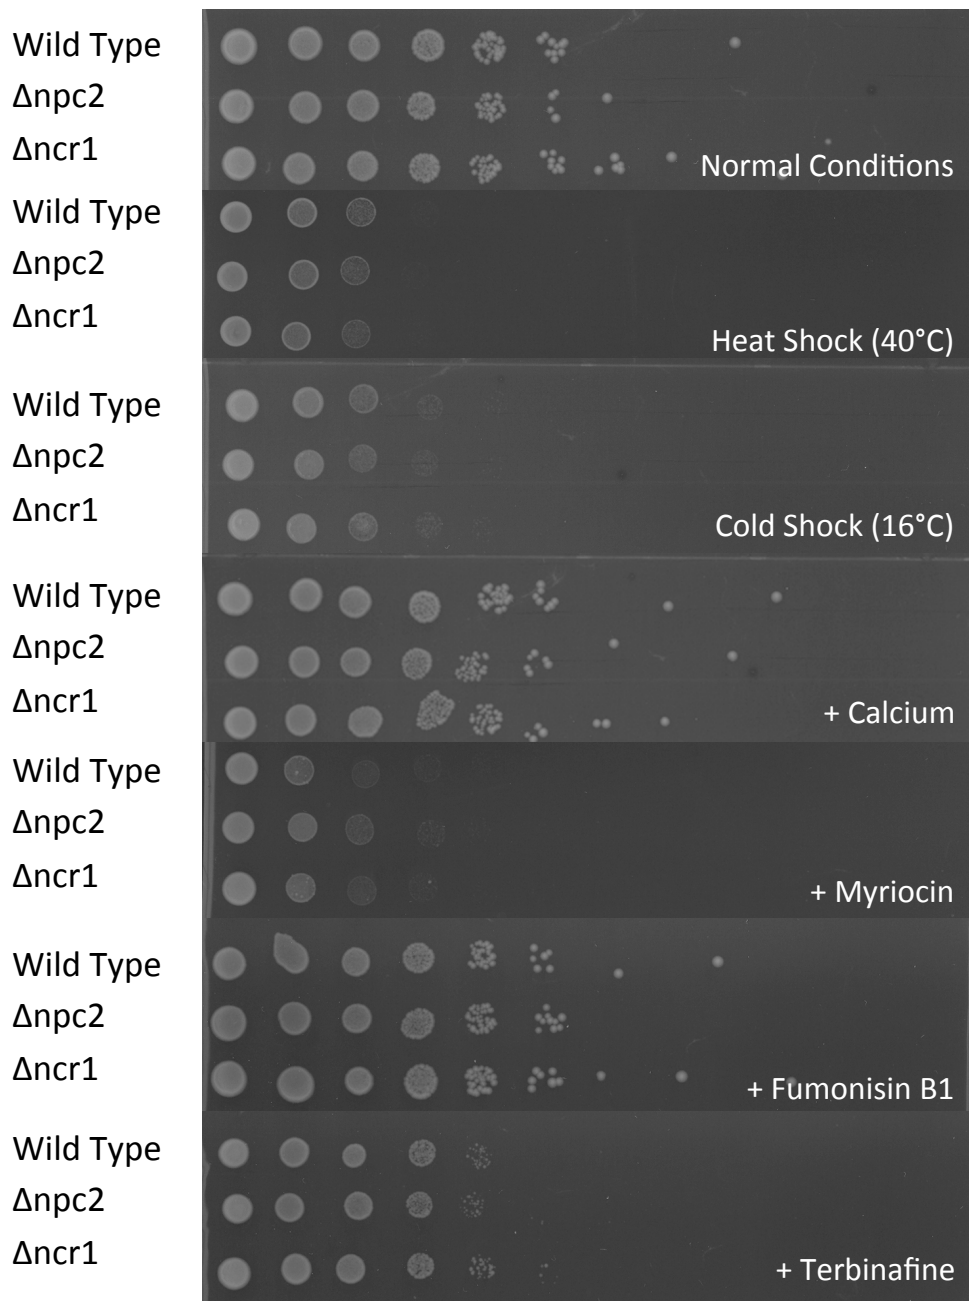 Wild Type
Δnpc2
Δncr1
Normal Conditions
Wild Type
Δnpc2
Δncr1
Heat Shock (40°C)
Wild Type
Δnpc2
Δncr1
Cold Shock (16°C)
Wild Type
Δnpc2
Δncr1
+ Calcium
Wild Type
Δnpc2
Δncr1
+ Myriocin
Wild Type
Δnpc2
Δncr1
+ Fumonisin B1
Wild Type
Δnpc2
Δncr1
+ Terbinafine